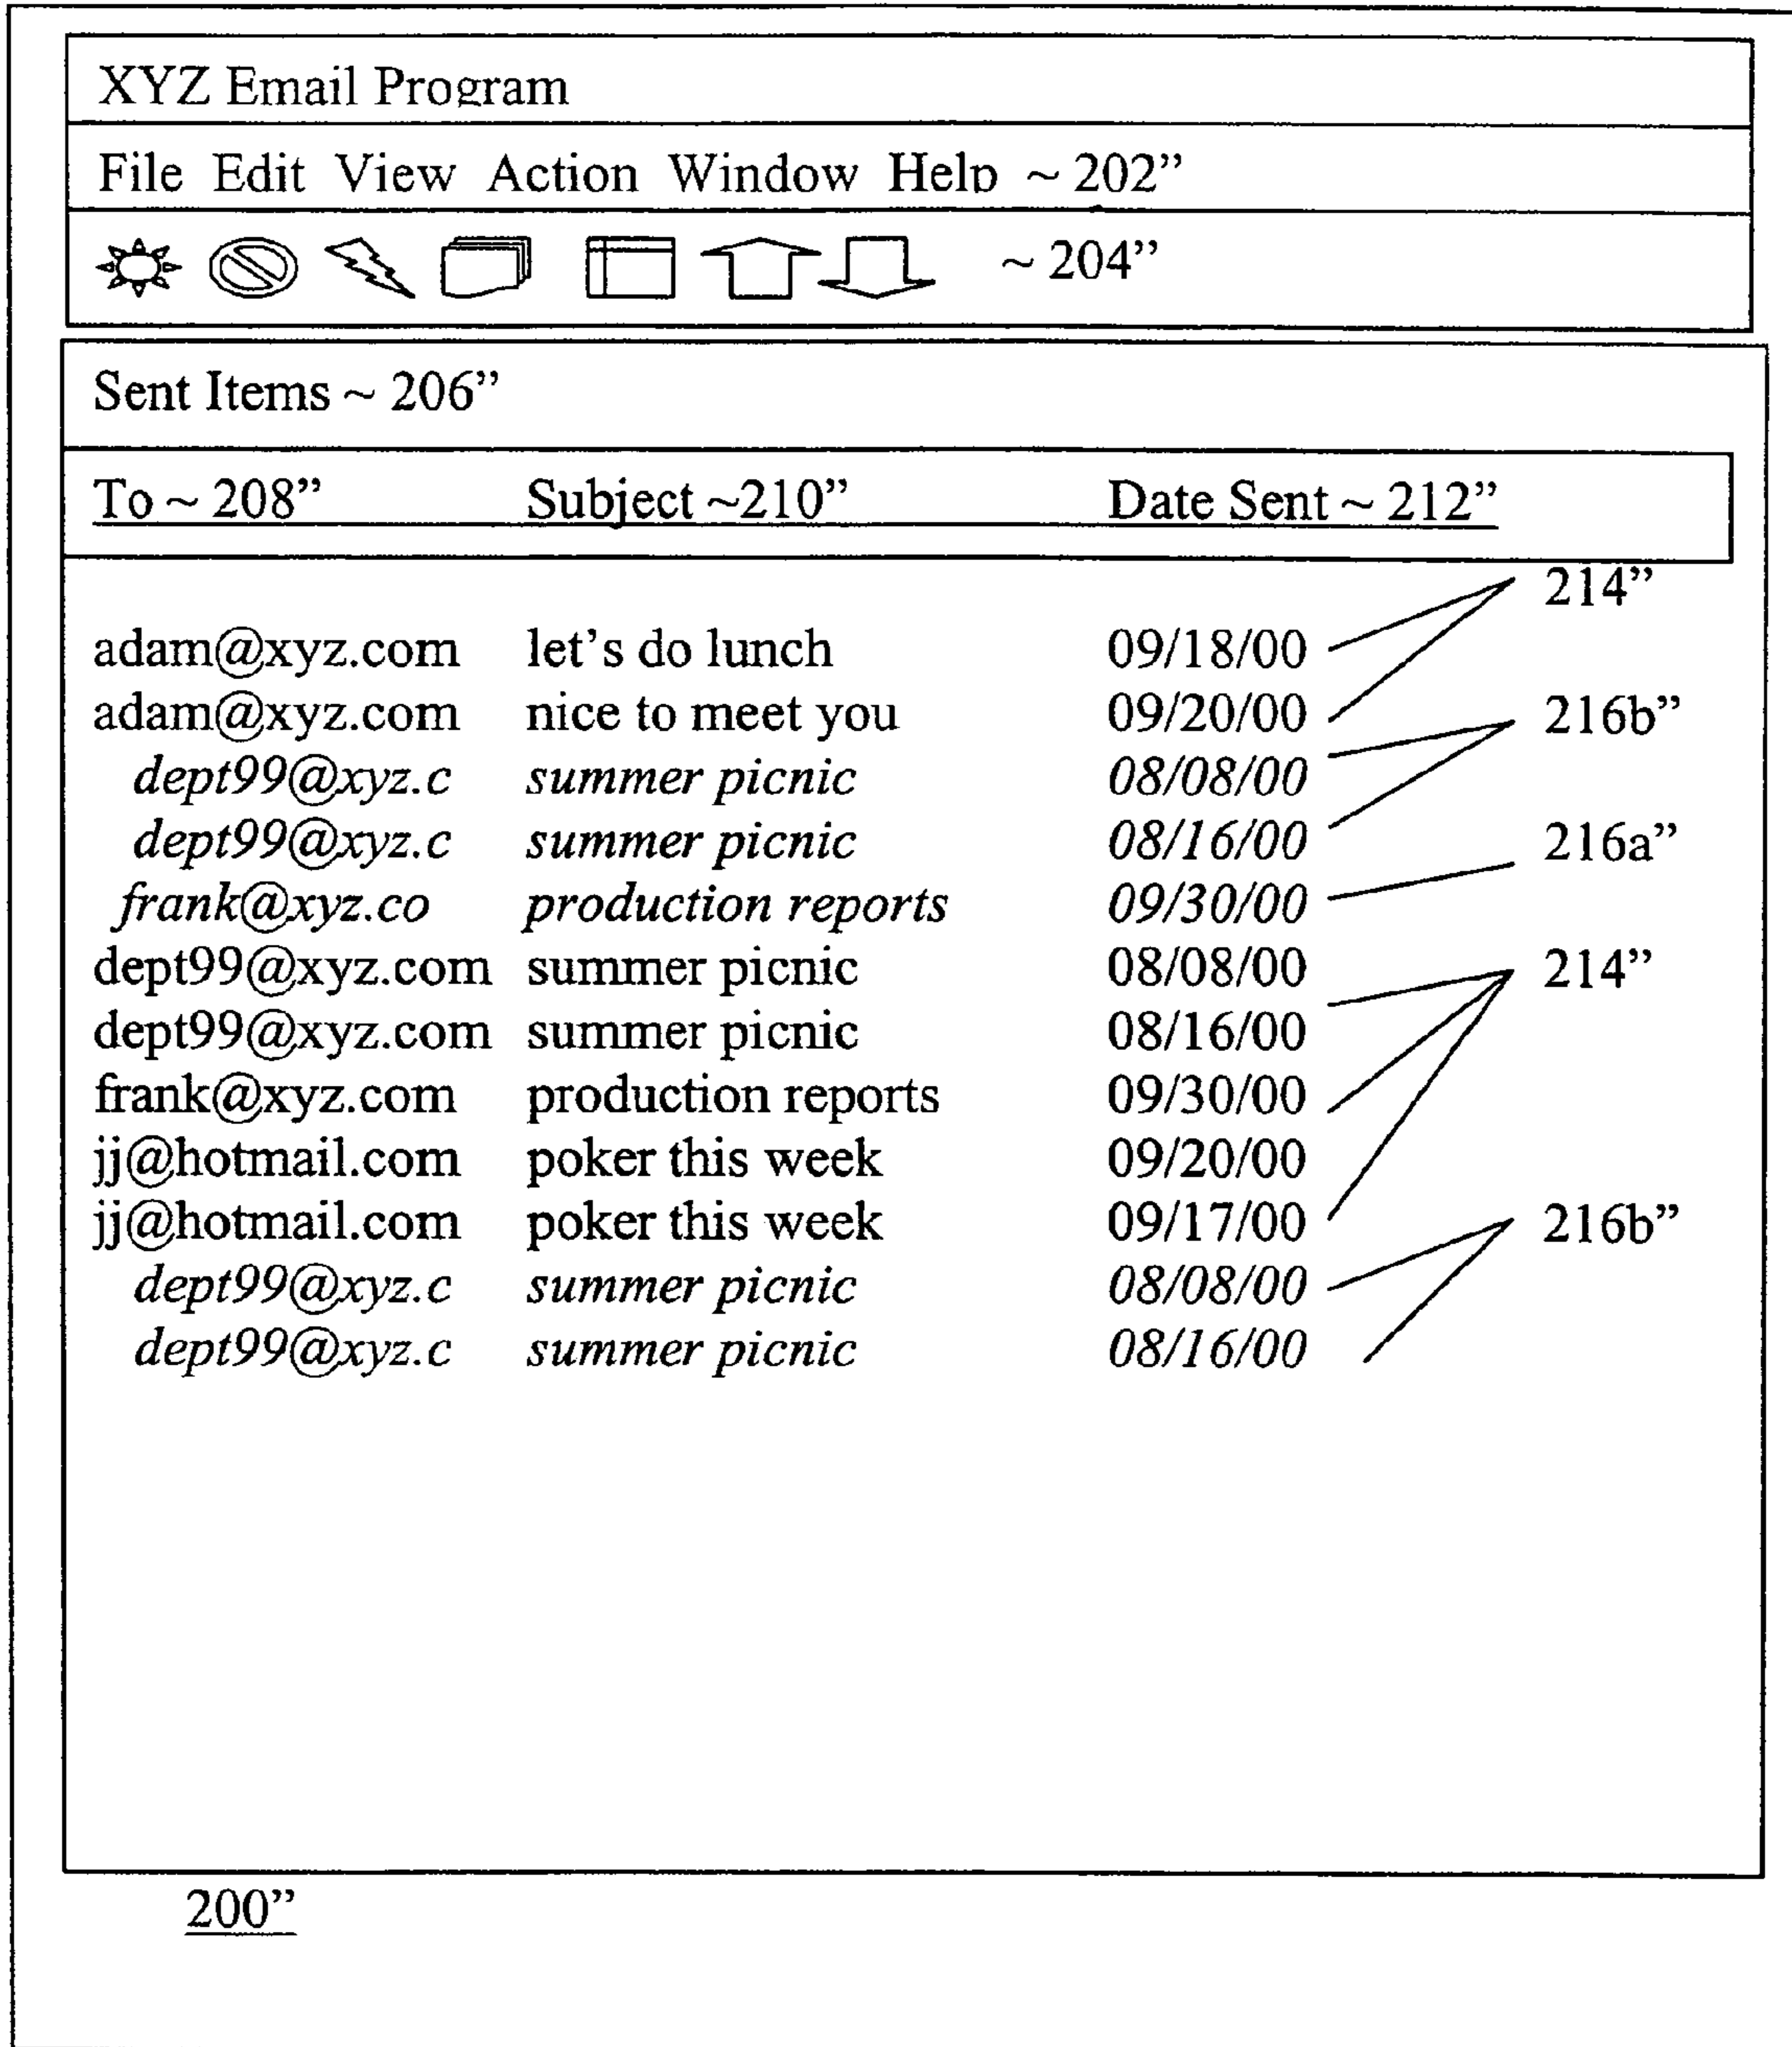 XYZ Email Program
File Edit View Action Window Help ~ 202”
~ 204”
Sent Items ~ 206”
To ~ 208” Subject ~210” Date Sent ~ 212”
214”
adam@xyz.com let's do lunch 09/18/00
adam@xyz.com nice to meet you 09/20/00 216b”
dept99@xyz.c summer picnic 08/08/00
dept99@xyz.c summer picnic 08/16/00 216a”
frank@xyz.co production reports 09/30/00
dept99@xyz.com summer picnic 08/08/00 214”
dept99@xyz.com summer picnic 08/16/00
frank@xyz.com production reports 09/30/00
jj@hotmail.com poker this week 09/20/00
jj@hotmail.com poker this week 09/17/00 216b”
dept99@xyz.c summer picnic 08/08/00
dept99@xyz.c summer picnic 08/16/00
200”